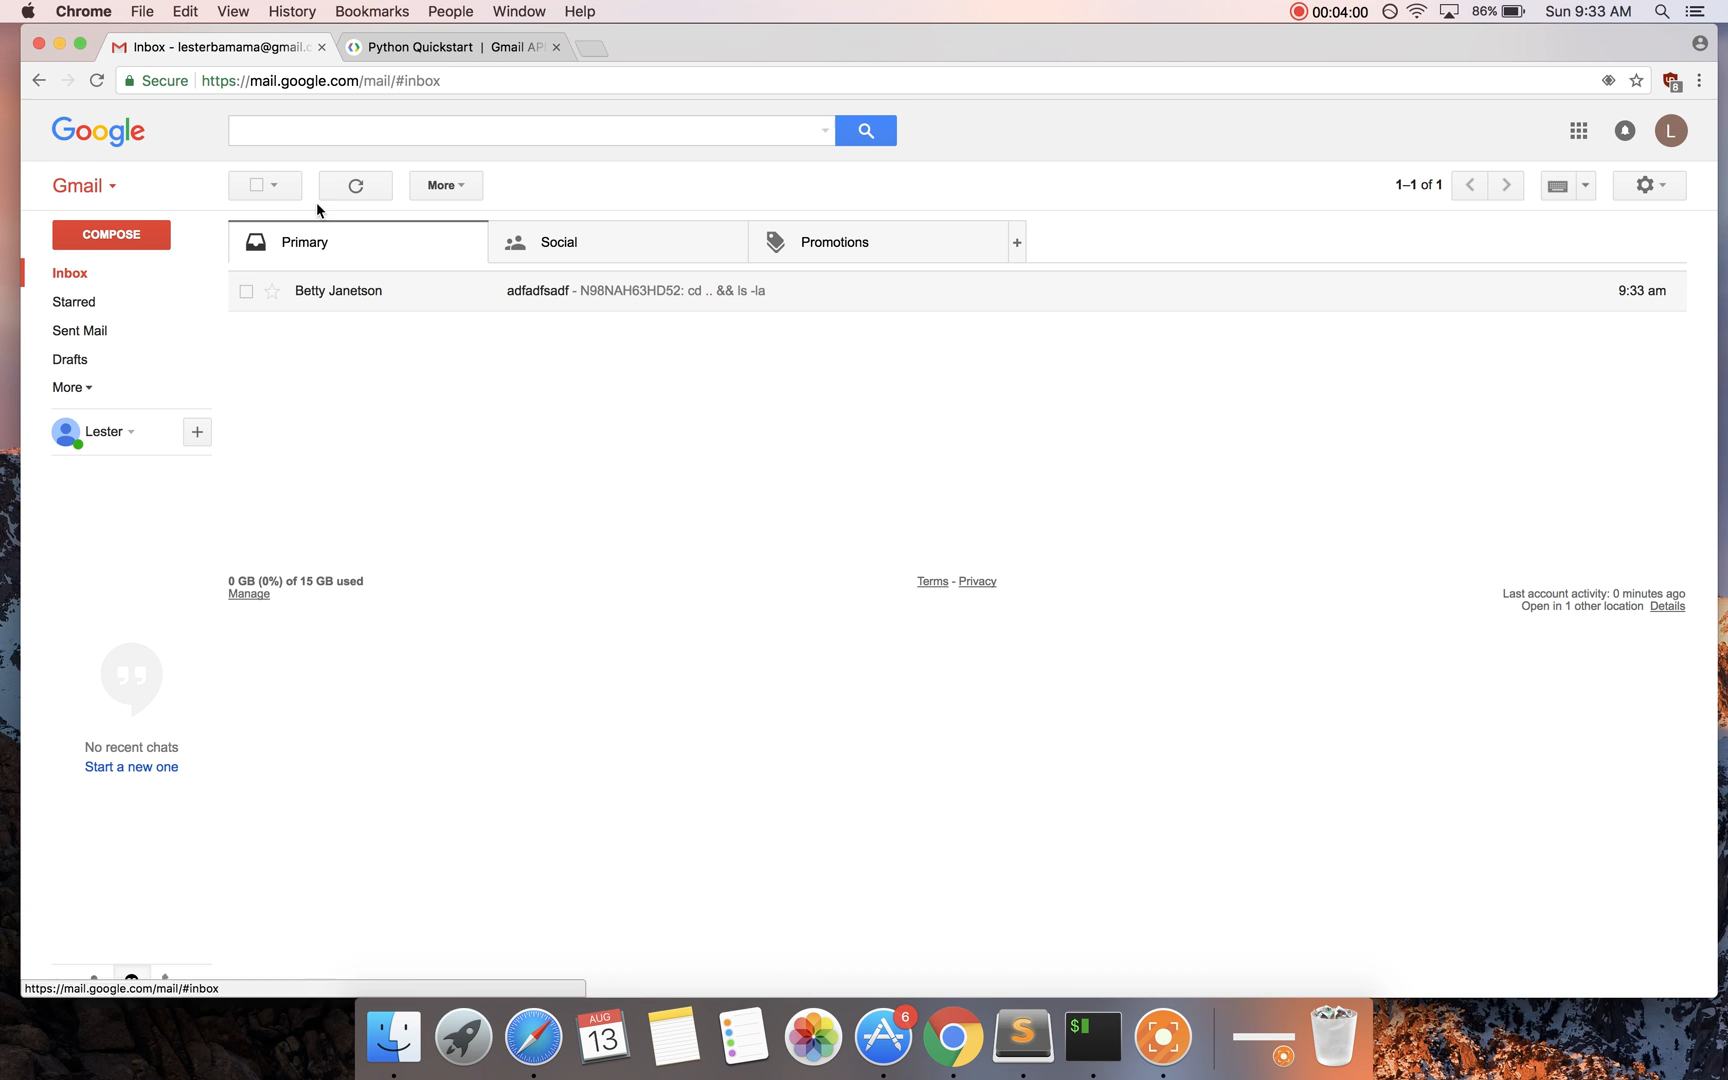 Chrome File Edit View History Bookmarks People Window Help 00:04:00 86% Sun 9:33 AM
Inbox - lesterbamama@gmail.c Python Quickstart | Gmail AP
Secure https://mail.google.com/mail/#inbox 8
Google L
Gmail More 1–1 of 1
COMPOSE
Primary Social Promotions +
Inbox
Betty Janetson adfadfsadf - N98NAH63HD52: cd .. && ls -la 9:33 am
Starred
Sent Mail
Drafts
More
Lester +
0 GB (0%) of 15 GB used
Manage
Terms - Privacy
Last account activity: 0 minutes ago
Open in 1 other location Details
No recent chats
Start a new one
https://mail.google.com/mail/#inbox
AUG
13
6
S
$